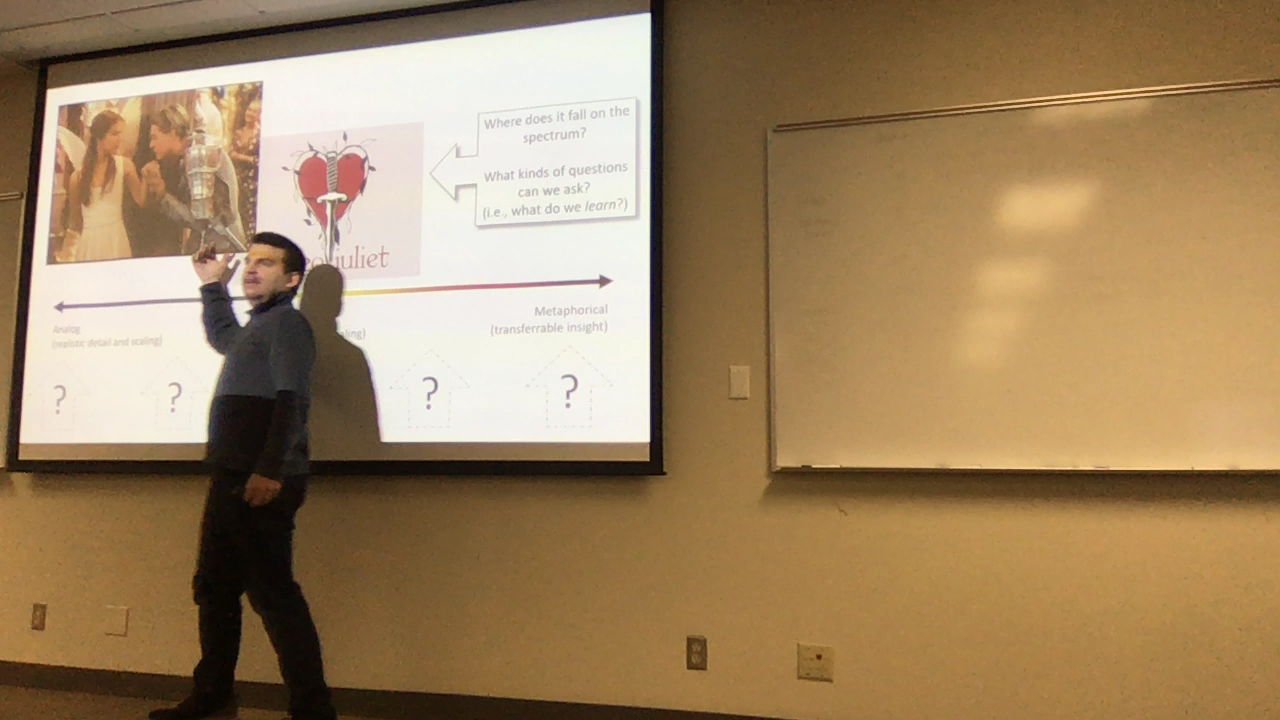 Where does it fall on the
spectrum?
What kinds of questions
can we ask?
(i.e., what do we learn?)
juliet
Analog
(realistic detail and scaling)
Metaphorical
(transferrable insight)
?
?
?
?